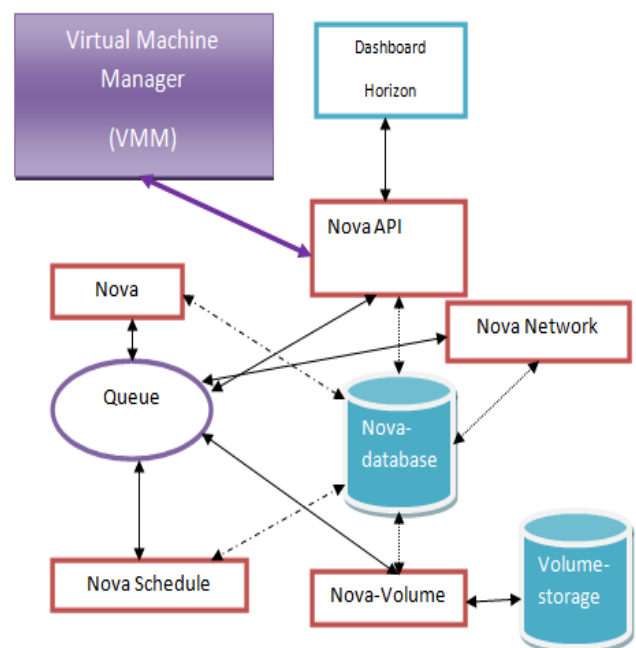 Virtual Machine
Manager
(VMM)
Dashboard
Horizon
Nova API
Nova
Nova Network
Queue
Nova-
database
Nova Schedule
Nova-Volume
Volume-
storage